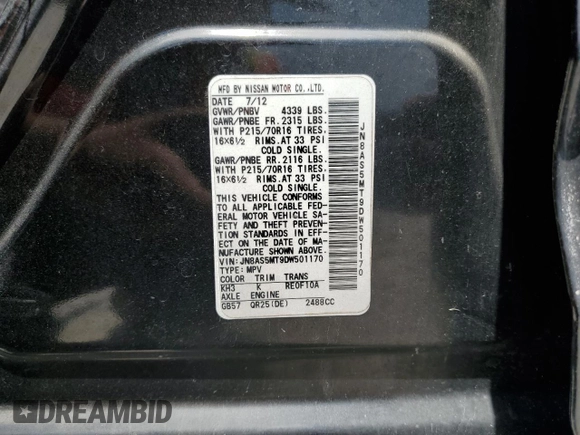 MFD BY NISSAN MOTOR CO.,LTD.
DATE 7/12
GVWR/PNBV 4339 LBS.
GAWR/PNBE FR. 2315 LBS.
WITH P215/70R16 TIRES.
16X6½ RIMS.AT 33 PSI
COLD SINGLE.
GAWR/PNBE RR. 2116 LBS.
WITH P215/70R16 TIRES.
16X6½ RIMS.AT 33 PSI
COLD SINGLE.
THIS VEHICLE CONFORMS
TO ALL APPLICABLE FED-
ERAL MOTOR VEHICLE SA-
FETY AND THEFT PREVEN-
TION STANDARDS IN EFF-
ECT ON THE DATE OF MA-
NUFACTURE SHOWN ABOVE.
VIN: JN8AS5MT9DW501170
TYPE: MPV
COLOR TRIM TRANS
KH3 K RE0F10A
AXLE ENGINE
GB57 QR25(DE) 2488CC
JN8AS5MT9DW501170
DREAMBID